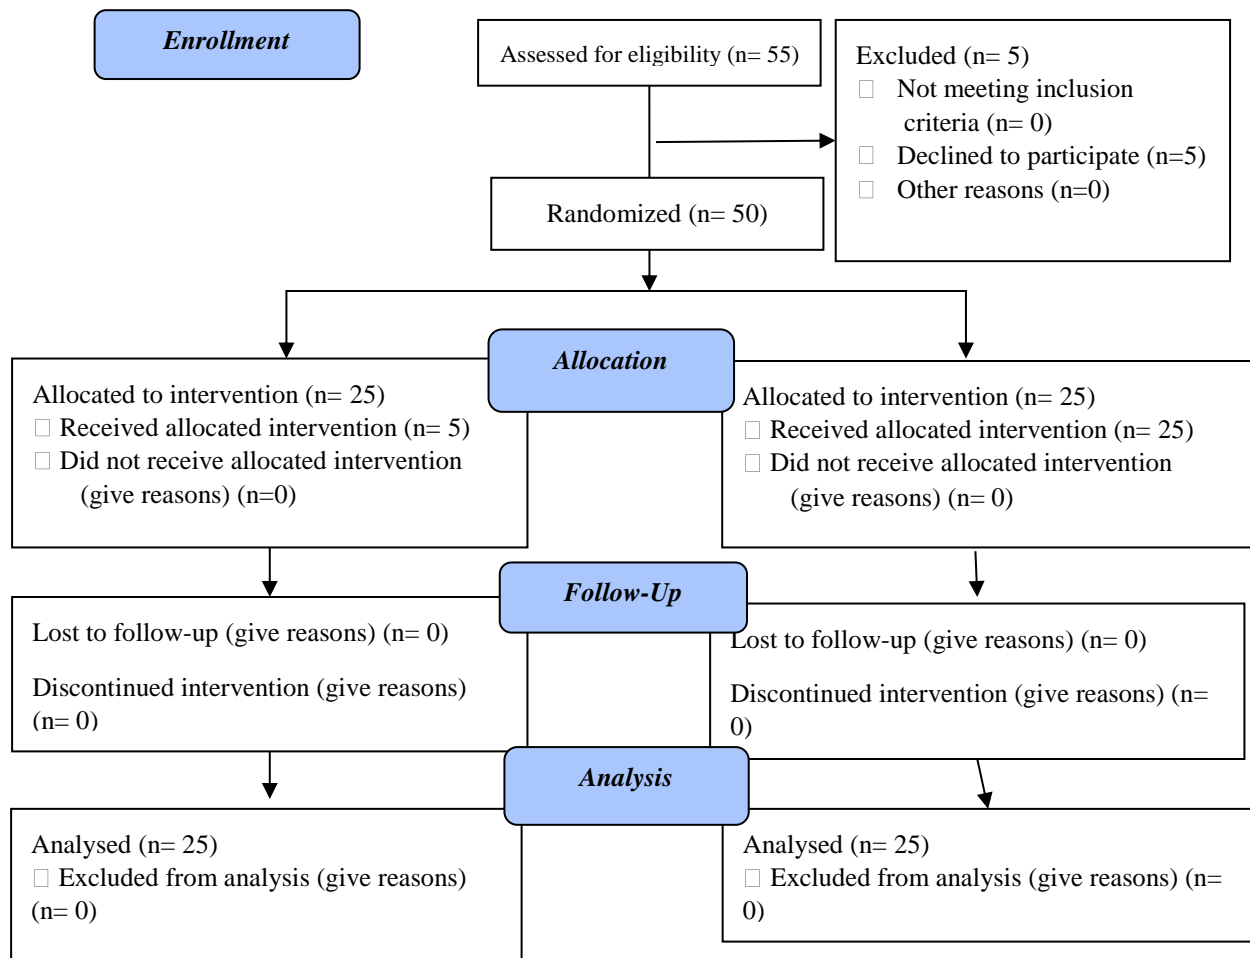 Enrollment
Assessed for eligibility (n= 55)
Excluded (n= 5)
Not meeting inclusion
criteria (n= 0)
Declined to participate (n=5)
Other reasons (n=0)
Randomized (n= 50)
Allocation
Allocated to intervention (n= 25)
Received allocated intervention (n= 5)
Did not receive allocated intervention
(give reasons) (n=0)
Allocated to intervention (n= 25)
Received allocated intervention (n= 25)
Did not receive allocated intervention
(give reasons) (n= 0)
Follow-Up
Lost to follow-up (give reasons) (n= 0)
Discontinued intervention (give reasons)
(n= 0)
Lost to follow-up (give reasons) (n= 0)
Discontinued intervention (give reasons) (n=
0)
Analysis
Analysed (n= 25)
Excluded from analysis (give reasons)
(n= 0)
Analysed (n= 25)
Excluded from analysis (give reasons) (n=
0)